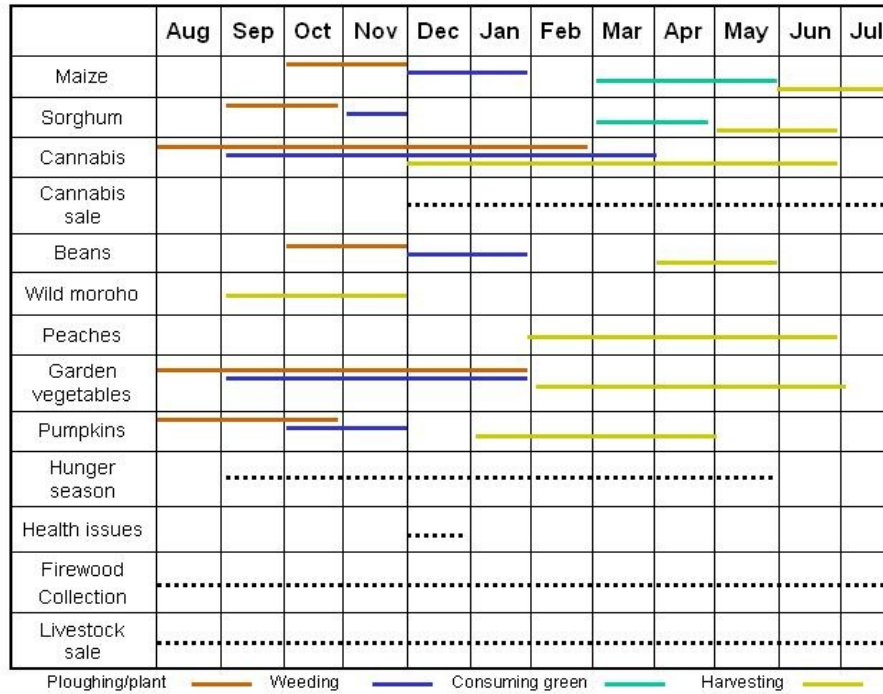 Aug Sep Oct Nov Dec Jan Feb Mar Apr May Jun Jul
Maize
Sorghum
Cannabis
Cannabis
sale
Beans
Wild moroho
Peaches
Garden
vegetables
Pumpkins
Hunger
season
Health issues
Firewood
Collection
Livestock
sale
Ploughing/plant Weeding Consuming green Harvesting